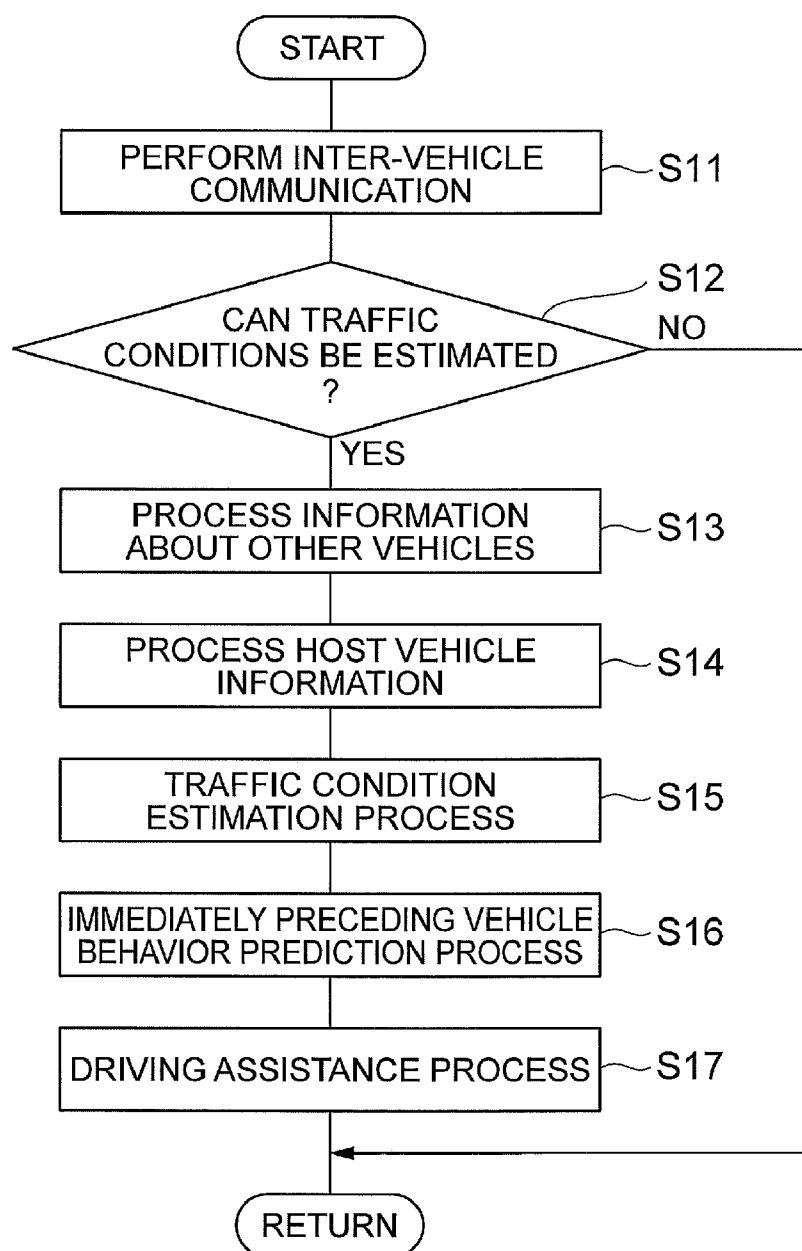 START
PERFORM INTER-VEHICLE
COMMUNICATION
S11
S12
CAN TRAFFIC
CONDITIONS BE ESTIMATED
?
NO
YES
PROCESS INFORMATION
ABOUT OTHER VEHICLES
S13
PROCESS HOST VEHICLE
INFORMATION
S14
TRAFFIC CONDITION
ESTIMATION PROCESS
S15
IMMEDIATELY PRECEDING VEHICLE
BEHAVIOR PREDICTION PROCESS
S16
DRIVING ASSISTANCE PROCESS
S17
RETURN